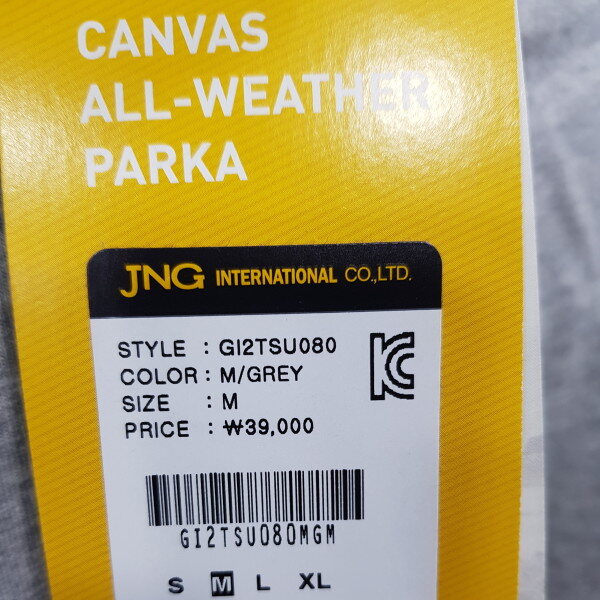 CANVAS
ALL-WEATHER
PARKA
JNG INTERNATIONAL CO.,LTD.
STYLE : GI2TSU080
COLOR : M/GREY
SIZE : M
PRICE : ₩39,000
GI2TSU080MGM
S M L XL